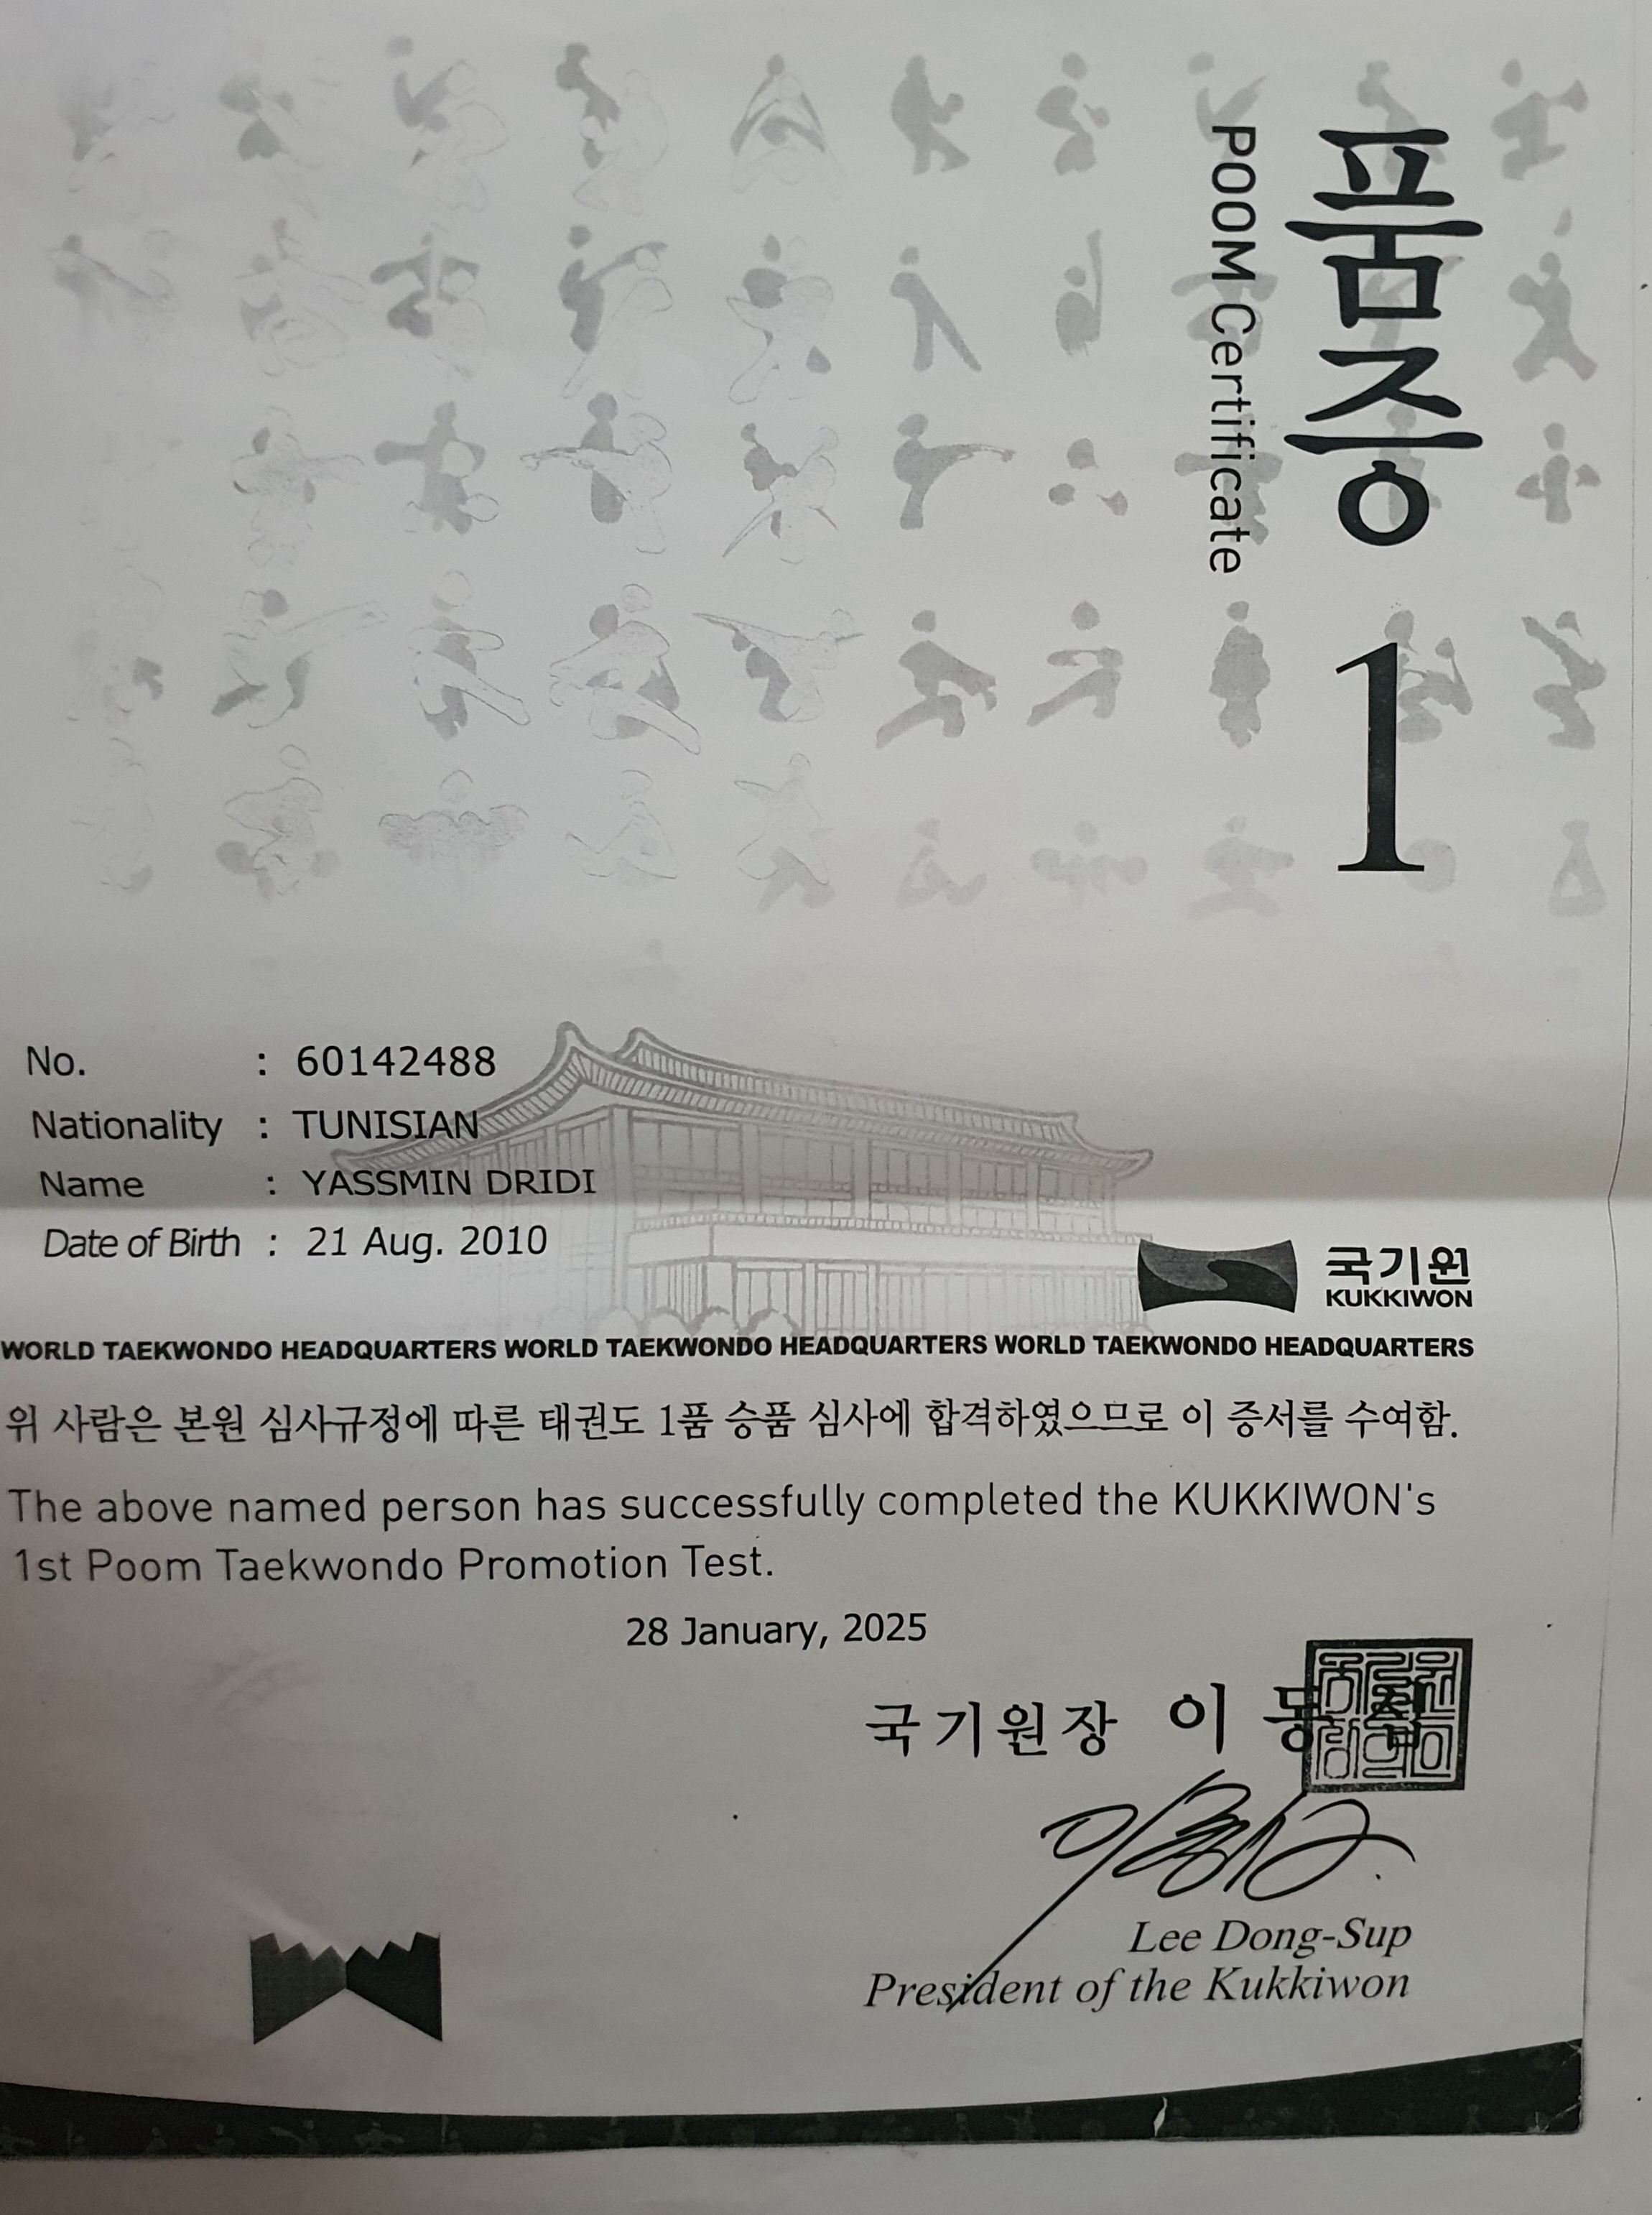 품증 1
POOM Certificate
No. : 60142488
Nationality : TUNISIAN
Name : YASSMIN DRIDI
Date of Birth : 21 Aug. 2010
국기원
KUKKIWON
WORLD TAEKWONDO HEADQUARTERS WORLD TAEKWONDO HEADQUARTERS WORLD TAEKWONDO HEADQUARTERS
위 사람은 본원 심사규정에 따른 태권도 1품 승품 심사에 합격하였으므로 이 증서를 수여함.
The above named person has successfully completed the KUKKIWON's
1st Poom Taekwondo Promotion Test.
28 January, 2025
국기원장 이 동 섭
Lee Dong-Sup
President of the Kukkiwon